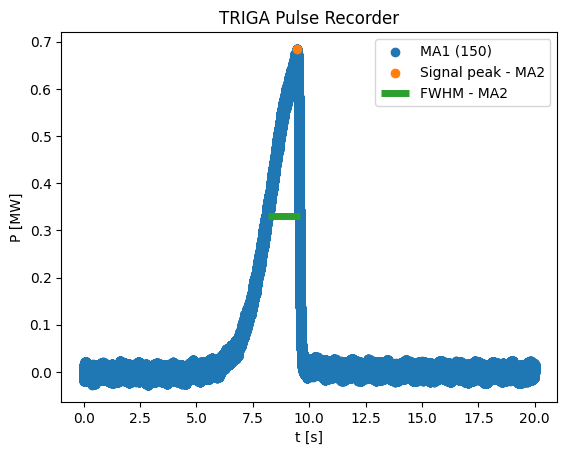 TRIGA Pulse Recorder
MA1 (150)
Signal peak - MA2
FWHM - MA2
P [MW]
0.7
0.6
0.5
0.4
0.3
0.2
0.1
0.0
0.0 2.5 5.0 7.5 10.0 12.5 15.0 17.5 20.0
t [s]